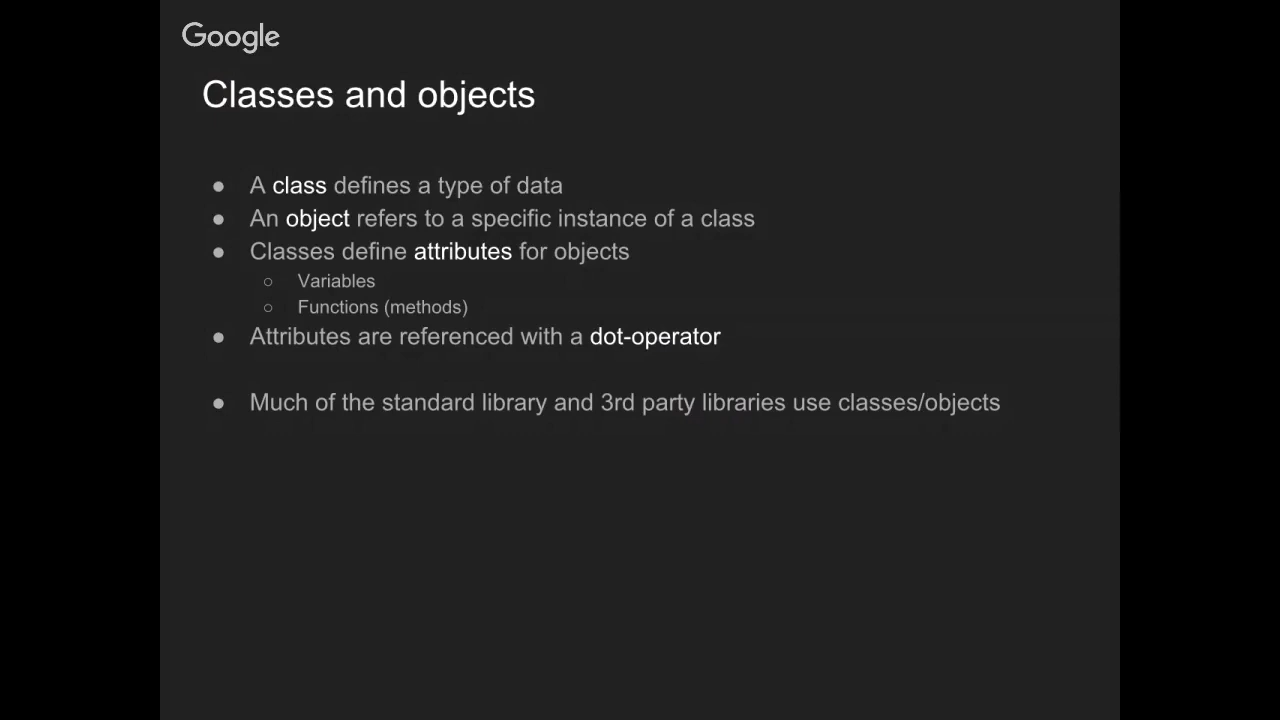 Google
Classes and objects
● A class defines a type of data
● An object refers to a specific instance of a class
● Classes define attributes for objects
○ Variables
○ Functions (methods)
● Attributes are referenced with a dot-operator
● Much of the standard library and 3rd party libraries use classes/objects